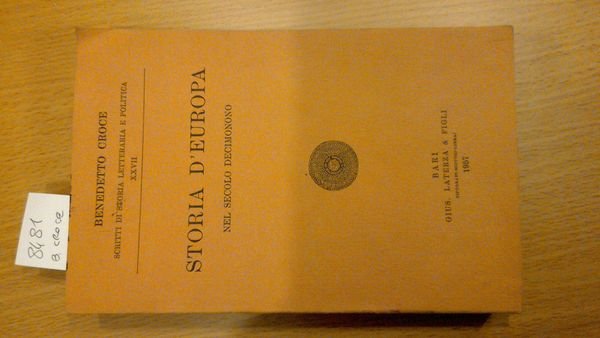 BENEDETTO CROCE
SCRITTI DI STORIA LETTERARIA E POLITICA
XXVII
STORIA D'EUROPA
NEL SECOLO DECIMONONO
BARI
GIUS. LATERZA & FIGLI
1957
8481
B. CROCE